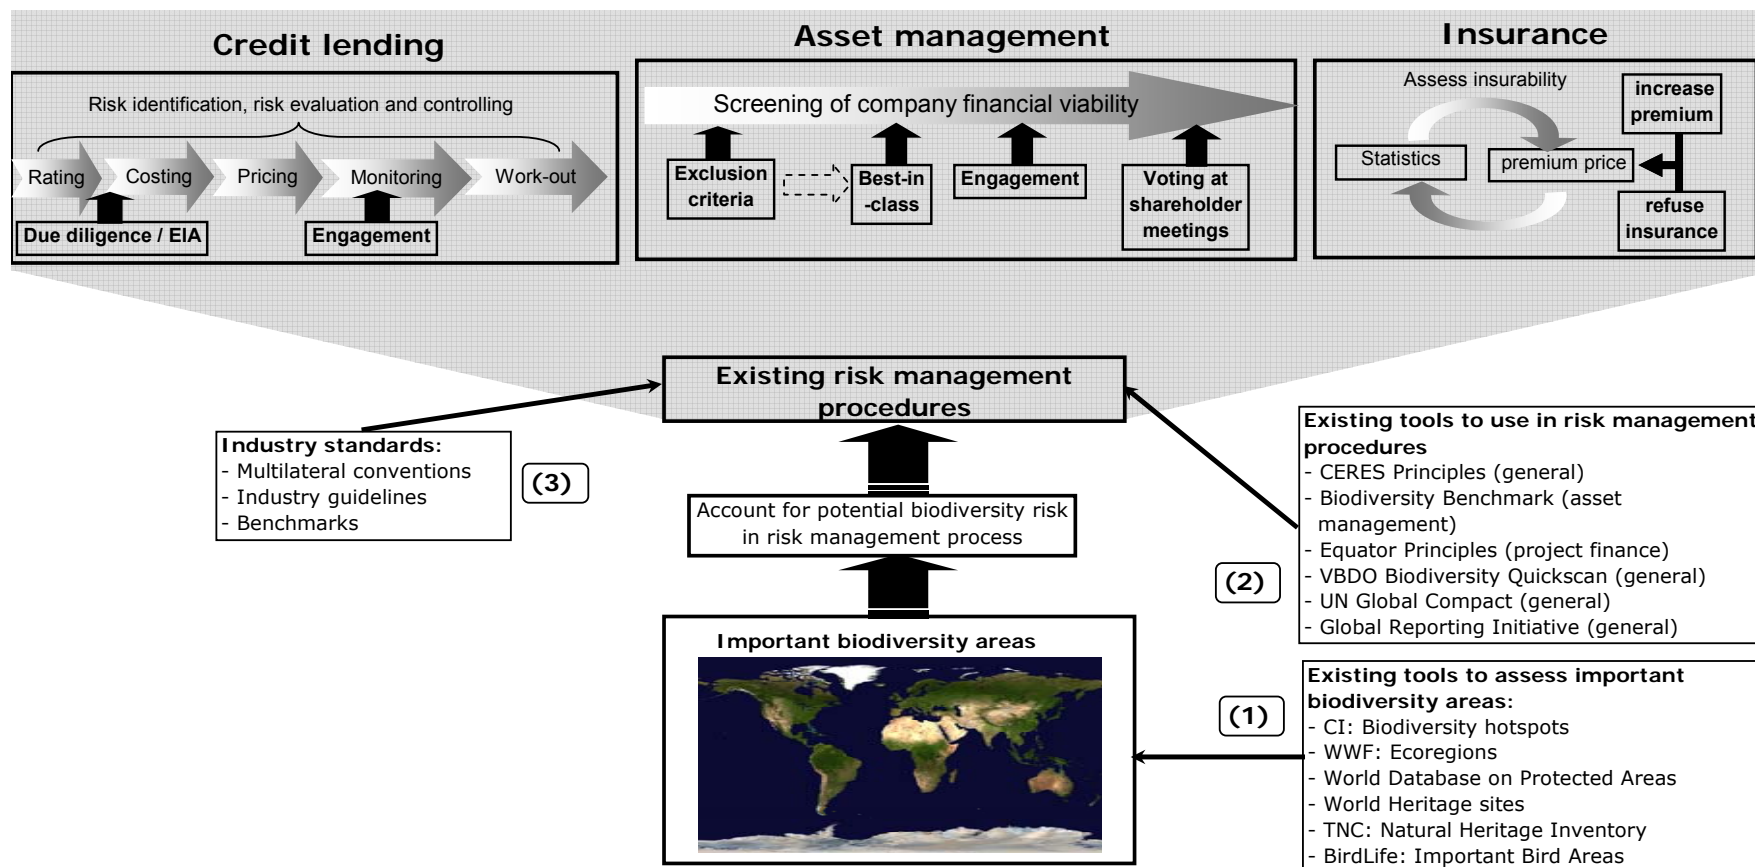 Credit lending
Risk identification, risk evaluation and controlling
Rating
Costing
Pricing
Monitoring
Work-out
Due diligence / EIA
Engagement
Asset management
Screening of company financial viability
Exclusion
criteria
Best-in
-class
Engagement
Voting at
shareholder
meetings
Insurance
Assess insurability
increase
premium
Statistics
premium price
refuse
insurance
Existing risk management
procedures
Industry standards:
- Multilateral conventions
- Industry guidelines
- Benchmarks
(3)
Account for potential biodiversity risk
in risk management process
Existing tools to use in risk management
procedures
- CERES Principles (general)
- Biodiversity Benchmark (asset
management)
- Equator Principles (project finance)
- VBDO Biodiversity Quickscan (general)
- UN Global Compact (general)
- Global Reporting Initiative (general)
(2)
Important biodiversity areas
Existing tools to assess important
biodiversity areas:
- CI: Biodiversity hotspots
- WWF: Ecoregions
- World Database on Protected Areas
- World Heritage sites
- TNC: Natural Heritage Inventory
- BirdLife: Important Bird Areas
(1)